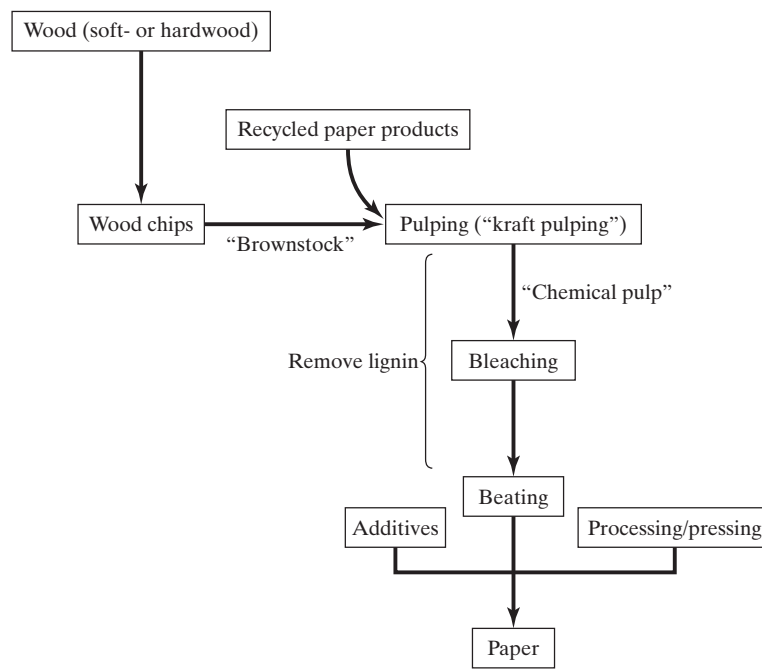 Wood (soft- or hardwood)
Recycled paper products
Wood chips
Pulping (“kraft pulping”)
“Brownstock”
“Chemical pulp”
Remove lignin
Bleaching
Beating
Additives
Processing/pressing
Paper